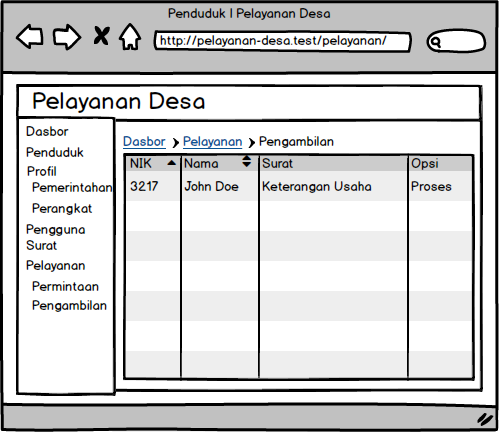 Penduduk | Pelayanan Desa
http://pelayanan-desa.test/pelayanan/
Pelayanan Desa
Dasbor
Penduduk
Profil
Pemerintahan
Perangkat
Pengguna
Surat
Pelayanan
Permintaan
Pengambilan
Dasbor > Pelayanan > Pengambilan
NIK Nama Surat Opsi
3217 John Doe Keterangan Usaha Proses